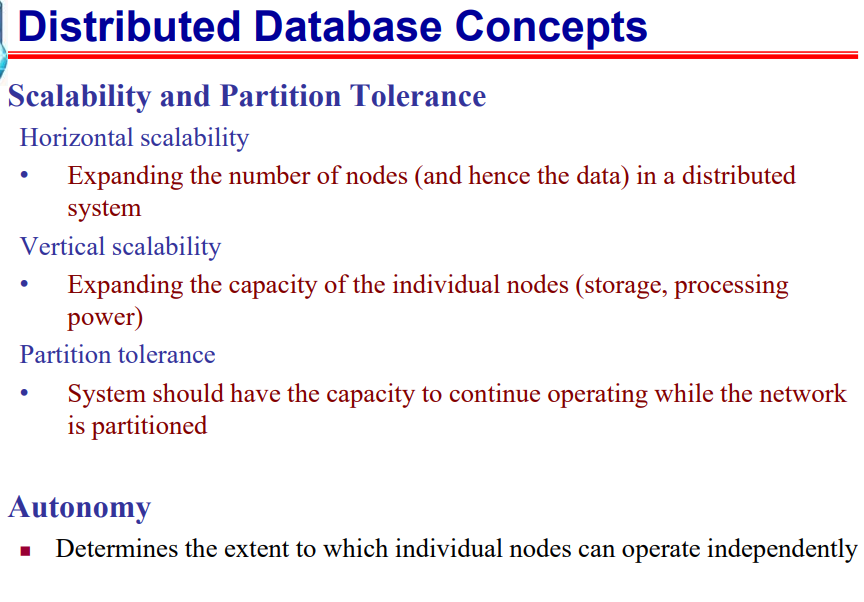 Distributed Database Concepts
Scalability and Partition Tolerance
Horizontal scalability
• Expanding the number of nodes (and hence the data) in a distributed
system
Vertical scalability
• Expanding the capacity of the individual nodes (storage, processing
power)
Partition tolerance
• System should have the capacity to continue operating while the network
is partitioned
Autonomy
▪ Determines the extent to which individual nodes can operate independently